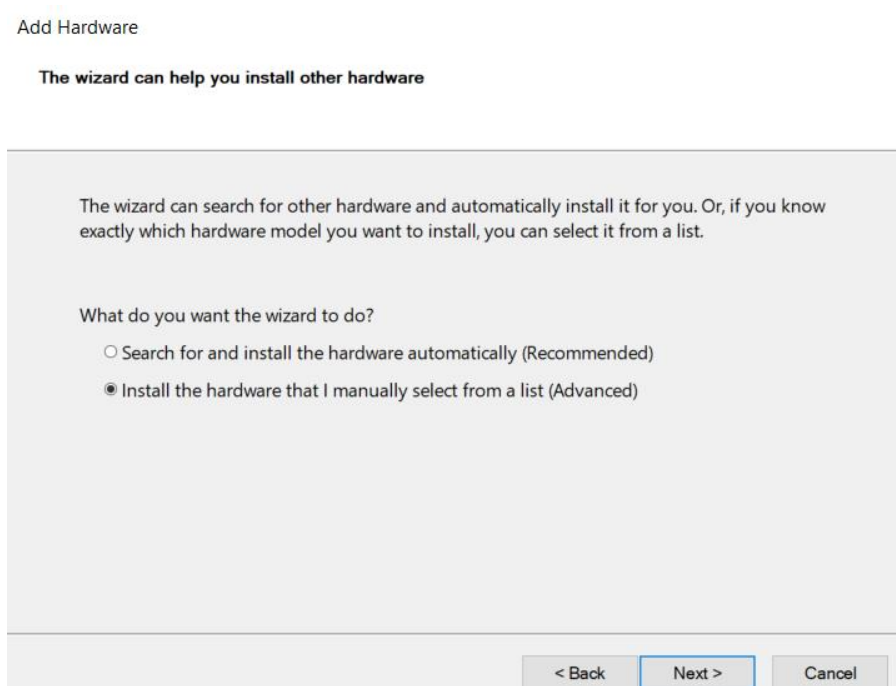 Add Hardware
The wizard can help you install other hardware
The wizard can search for other hardware and automatically install it for you. Or, if you know
exactly which hardware model you want to install, you can select it from a list.
What do you want the wizard to do?
Search for and install the hardware automatically (Recommended)
Install the hardware that I manually select from a list (Advanced)
< Back Next > Cancel